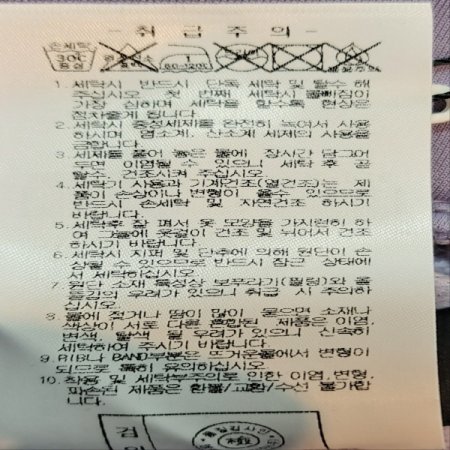 - 취 급 주 의 -
손세탁
30℃
중성
1. 세탁시 반드시 단독 세탁 및 탈수 해
주십시오. 첫 번째 세탁시 물빠짐이
가장 심하며 세탁을 할수록 현상은
점차줄게 됩니다.
2. 세탁시 중성세제를 완전히 녹여서 사용
하시며 염소계, 산소계 세제의 사용을
금합니다.
3. 세제를 풀어 놓은 물에 장시간 담그어
두면 이염될 수 있으니 세탁 후 곧
탈수,건조시켜 주십시오.
4. 세탁기 사용과 기계건조(열건조)는 제
품이 손상이나 변형이 될수 있으므로
반드시 손세탁 및 자연건조 하시기
바랍니다.
5. 세탁후 잡 펴서 옷 모양을 가지런히 하
여 그늘에 옷걸이 건조 및 뉘어서 건조
하시기 바랍니다.
6. 세탁시 지퍼 및 단추에 의해 원단이 손
상될 수 있으므로 반드시 잠근 상태에
서 세탁하십시오.
7. 원단 소재 특성상 보푸라기(필링)와 올
뜯김의 우려가 있으니 취급 시 주의하
십시오.
8. 물에 젖거나 땀이 많이 묻으면 소재나
색상이 서로 다른 혼합된 제품은 이염,
변색, 탈색 될 우려가 있으니 신속히
세탁하여 주시기 바랍니다.
9. RIB나 BAND부분은 뜨거운물에서 변형이
되므로 특히 유의하십시오.
10. 착용 및 세탁부주의로 인한 이염,변형,
파손된 제품은 환불/교환/수선 불가합
니다.
검